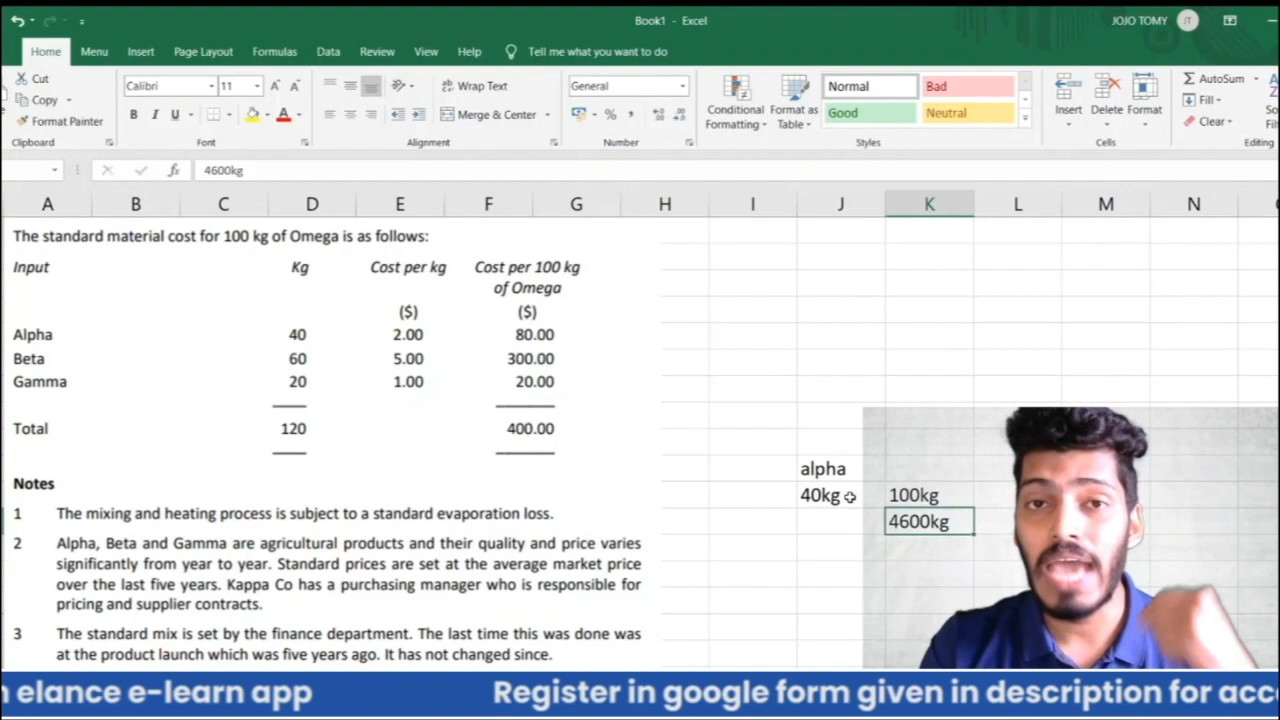 Book1 - Excel
JOJO TOMY
JT
Home Menu Insert Page Layout Formulas Data Review View Help Tell me what you want to do
Cut
Copy
Format Painter
Clipboard
Calibri 11
B I U
Font
Wrap Text
Merge & Center
Alignment
General
Number
Conditional Formatting
Format as Table
Normal Bad
Good Neutral
Styles
Insert Delete Format
Cells
AutoSum
Fill
Clear
Editing
fx 4600kg
A B C D E F G H I J K L M N
The standard material cost for 100 kg of Omega is as follows:
Input Kg Cost per kg Cost per 100 kg
of Omega
($) ($)
Alpha 40 2.00 80.00
Beta 60 5.00 300.00
Gamma 20 1.00 20.00
Total 120 400.00
Notes
1 The mixing and heating process is subject to a standard evaporation loss.
2 Alpha, Beta and Gamma are agricultural products and their quality and price varies
significantly from year to year. Standard prices are set at the average market price
over the last five years. Kappa Co has a purchasing manager who is responsible for
pricing and supplier contracts.
3 The standard mix is set by the finance department. The last time this was done was
at the product launch which was five years ago. It has not changed since.
alpha
40kg 100kg
4600kg
elance e-learn app Register in google form given in description for acc